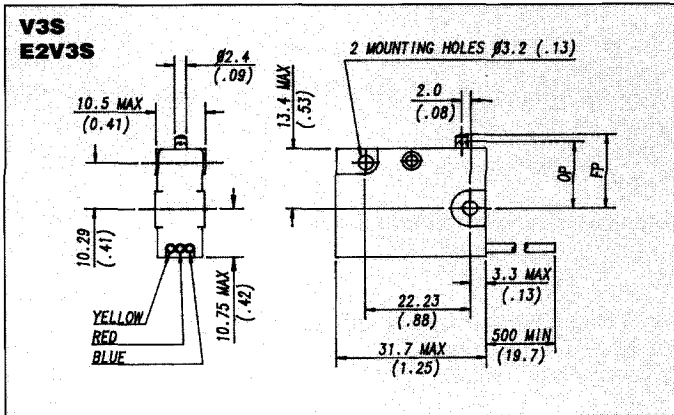 V3S
E2V3S
Ø2.4
(.09)
2 MOUNTING HOLES Ø3.2 (.13)
10.5 MAX
(0.41)
13.4 MAX
(.53)
2.0
(.08)
OP
FP
10.29
(.41)
10.75 MAX
(.42)
3.3 MAX
(.13)
22.23
(.88)
YELLOW
RED
BLUE
500 MIN
(19.7)
31.7 MAX
(1.25)